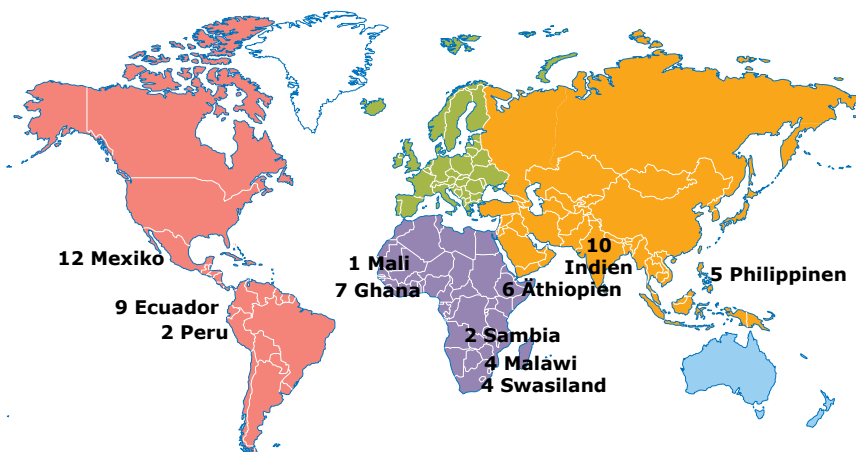 12 Mexiko
9 Ecuador
2 Peru
1 Mali
7 Ghana
6 Äthiopien
2 Sambia
4 Malawi
4 Swasiland
10
Indien
5 Philippinen